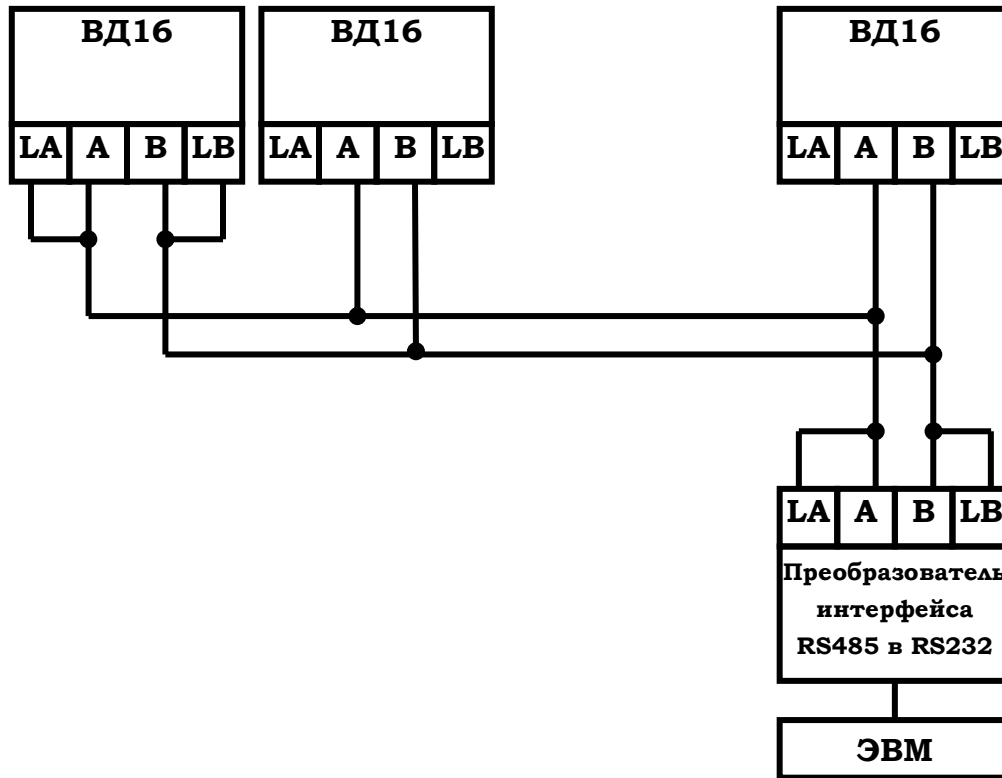 ВД16 ВД16 ВД16
LA A B LB LA A B LB LA A B LB
LA A B LB
Преобразователь
интерфейса
RS485 в RS232
ЭВМ